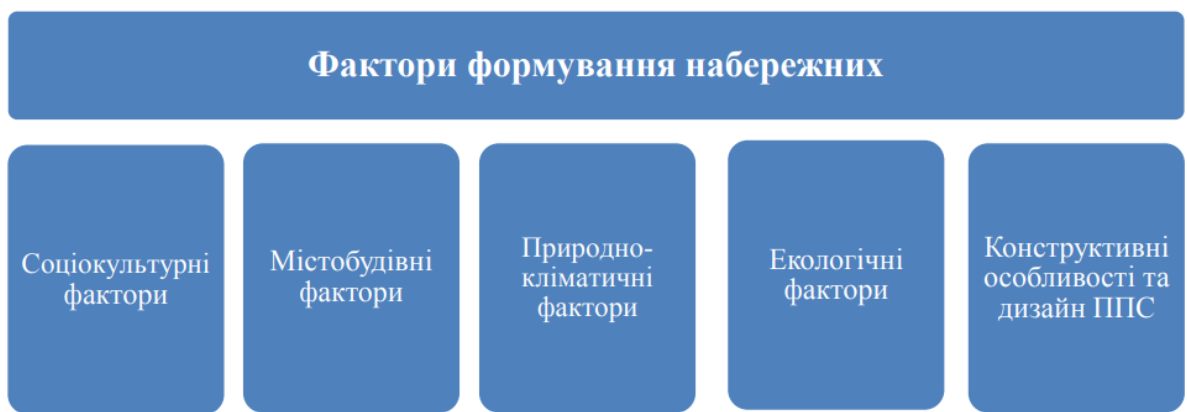 Фактори формування набережних
Соціокультурні
фактори
Містобудівні
фактори
Природно-
кліматичні
фактори
Екологічні
фактори
Конструктивні
особливості та
дизайн ППС